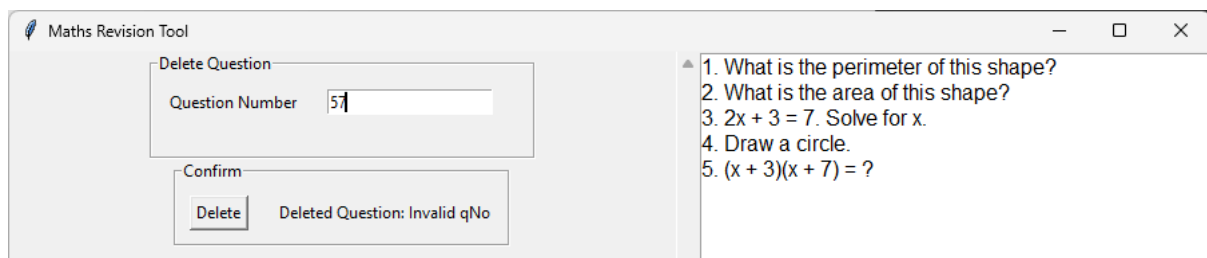 Maths Revision Tool
Delete Question
Question Number 57
Confirm
Delete Deleted Question: Invalid qNo
1. What is the perimeter of this shape?
2. What is the area of this shape?
3. 2x + 3 = 7. Solve for x.
4. Draw a circle.
5. (x + 3)(x + 7) = ?